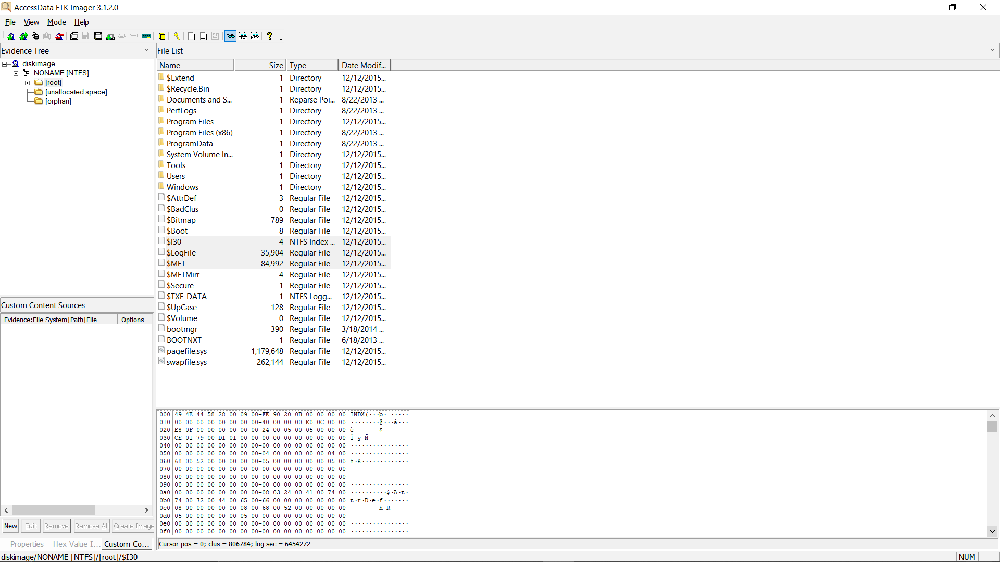 AccessData FTK Imager 3.1.2.0
File View Mode Help
Evidence Tree
diskimage
NONAME [NTFS]
[root]
[unallocated space]
[orphan]
File List
Name Size Type Date Modif...
$Extend 1 Directory 12/12/2015...
$Recycle.Bin 1 Directory 12/12/2015...
Documents and S... 1 Reparse Poi... 8/22/2013 ...
PerfLogs 1 Directory 8/22/2013 ...
Program Files 1 Directory 12/12/2015...
Program Files (x86) 1 Directory 8/22/2013 ...
ProgramData 1 Directory 8/22/2013 ...
System Volume In... 1 Directory 12/12/2015...
Tools 1 Directory 12/12/2015...
Users 1 Directory 12/12/2015...
Windows 1 Directory 12/12/2015...
$AttrDef 3 Regular File 12/12/2015...
$BadClus 0 Regular File 12/12/2015...
$Bitmap 789 Regular File 12/12/2015...
$Boot 8 Regular File 12/12/2015...
$I30 4 NTFS Index ... 12/12/2015...
$LogFile 35,904 Regular File 12/12/2015...
$MFT 84,992 Regular File 12/12/2015...
$MFTMirr 4 Regular File 12/12/2015...
$Secure 1 Regular File 12/12/2015...
$TXF_DATA 1 NTFS Logg... 12/12/2015...
$UpCase 128 Regular File 12/12/2015...
$Volume 0 Regular File 12/12/2015...
bootmgr 390 Regular File 3/18/2014 ...
BOOTNXT 1 Regular File 6/18/2013 ...
pagefile.sys 1,179,648 Regular File 12/12/2015...
swapfile.sys 262,144 Regular File 12/12/2015...
Custom Content Sources
Evidence:File System|Path|File Options
New Edit Remove Remove All Create Image
Properties Hex Value I... Custom Co...
000 49 4E 44 58 28 00 09 00-FE 90 20 0B 00 00 00 00 INDX(···þ· ·····
010 00 00 00 00 00 00 00 00-40 00 00 00 E0 0C 00 00 ········@···à···
020 E8 0F 00 00 00 00 00 00-24 00 05 00 05 00 00 00 è·······$·······
030 CE 01 79 00 D1 01 00 00-00 00 00 00 00 00 00 00 Î·y·Ñ···········
040 00 00 00 00 00 00 00 00-00 00 00 00 00 00 00 00 ················
050 00 00 00 00 00 00 00 00-04 00 00 00 00 00 04 00 ················
060 68 00 52 00 00 00 00 00-05 00 00 00 00 00 05 00 h·R·············
070 00 00 00 00 00 00 00 00-00 00 00 00 00 00 00 00 ················
080 00 00 00 00 00 00 00 00-00 00 00 00 00 00 00 00 ················
090 00 00 00 00 00 00 00 00-00 00 00 00 00 00 00 00 ················
0a0 00 00 00 00 00 00 00 00-08 03 24 00 41 00 74 00 ··········$·A·t·
0b0 74 00 72 00 44 00 65 00-66 00 00 00 00 00 00 00 t·r·D·e·f·······
0c0 08 00 00 00 00 00 08 00-68 00 52 00 00 00 00 00 ········h·R·····
0d0 05 00 00 00 00 00 05 00-00 00 00 00 00 00 00 00 ················
0e0 00 00 00 00 00 00 00 00-00 00 00 00 00 00 00 00 ················
0f0 00 00 00 00 00 00 00 00-00 00 00 00 00 00 00 00 ················
Cursor pos = 0; clus = 806784; log sec = 6454272
diskimage/NONAME [NTFS]/[root]/$I30 NUM